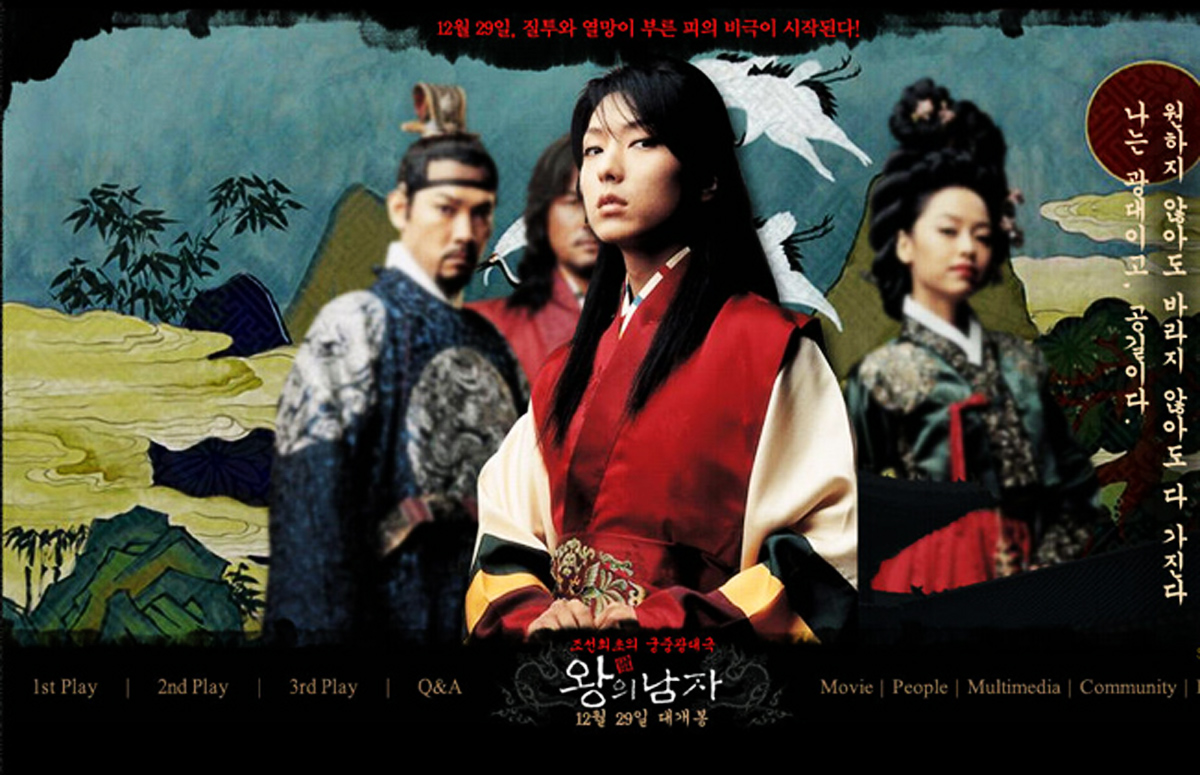 12월 29일, 질투와 열망이 부른 피의 비극이 시작된다!
원하지 않아도 바라지 않아도 다 가진다
나는 광대이고, 궁궐이다.
조선최초의 궁중광대극
왕의 남자
12월 29일 대개봉
1st Play | 2nd Play | 3rd Play | Q&A
Movie | People | Multimedia | Community |